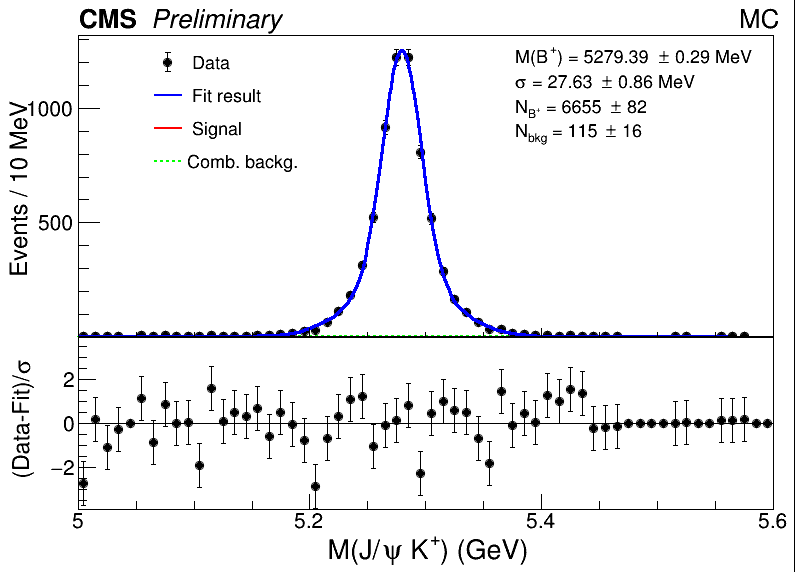 CMS Preliminary MC
Data
Fit result
Signal
Comb. backg.
M(B⁺) = 5279.39 ± 0.29 MeV
σ = 27.63 ± 0.86 MeV
N_B⁺ = 6655 ± 82
N_bkg = 115 ± 16
Events / 10 MeV
1000
500
(Data-Fit)/σ
2
0
−2
5 5.2 5.4 5.6
M(J/ψ K⁺) (GeV)